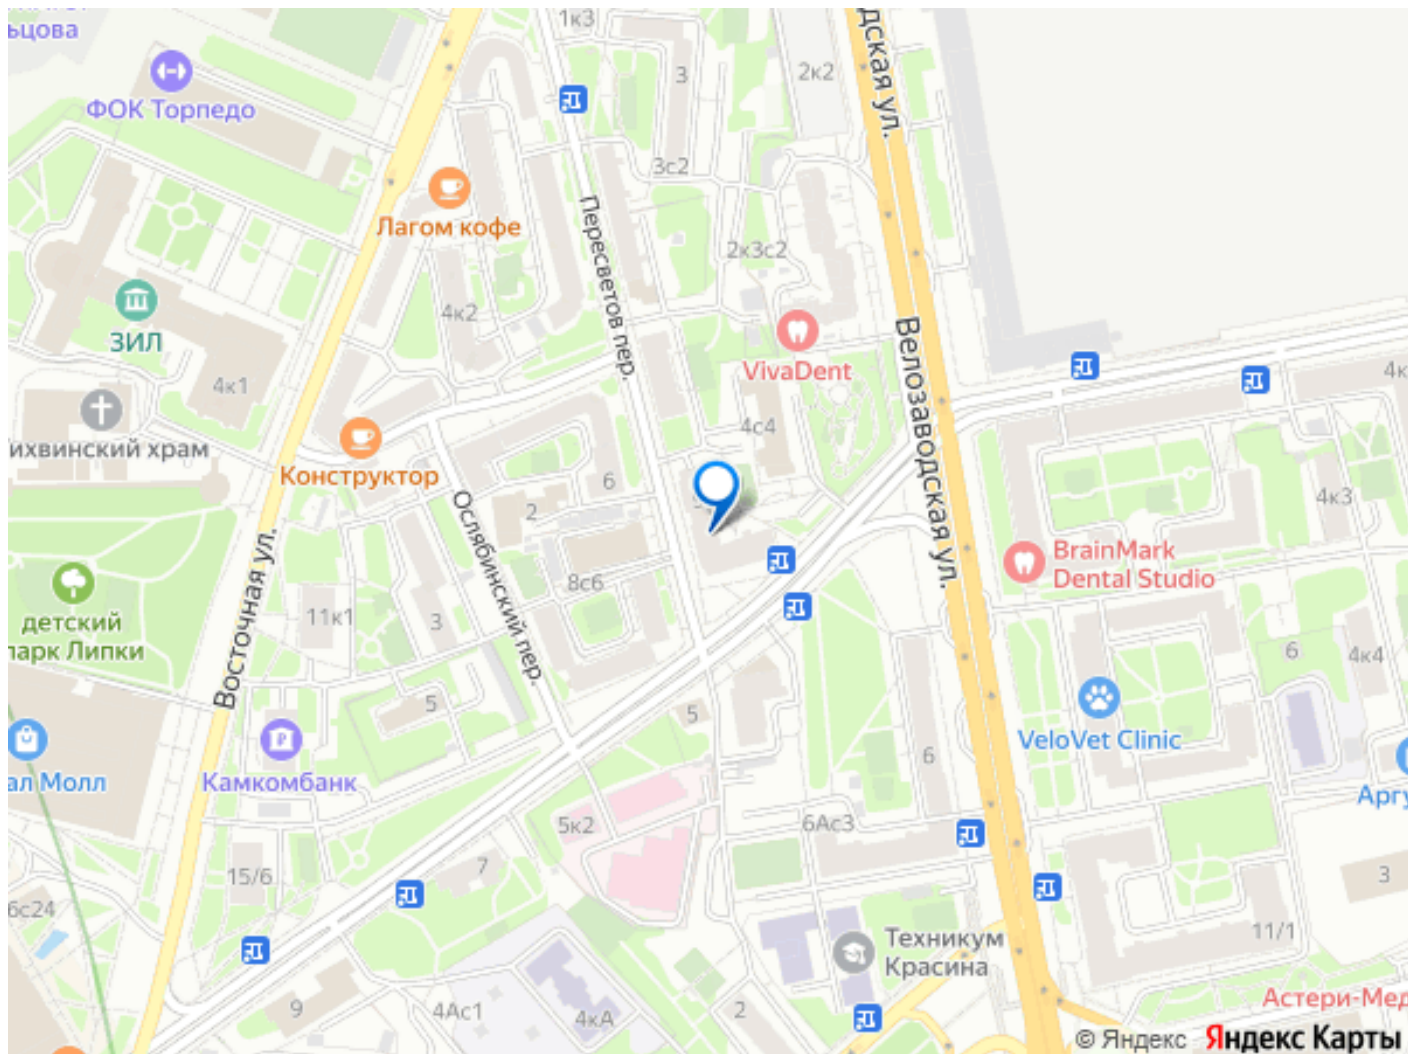 ьцова
ФОК Торпедо
1к3
3
2к2
дская ул.
3с2
Лагом кофе
Пересветов пер.
2к3с2
4к2
ЗИЛ
VivaDent
Велозаводская ул.
4к1
4к
ихвинский храм
Конструктор
4с4
6
2
4к3
Ослябинский пер.
Восточная ул.
BrainMark
Dental Studio
8с6
11к1
3
детский
парк Липки
6
4к4
5
5
VeloVet Clinic
Камкомбанк
ал Молл
6
Аргу
5к2
6Ас3
7
15/6
3
6с24
Техникум
Красина
11/1
Астери-Мед
9
4Ас1
4кА
2
© Яндекс Яндекс Карты